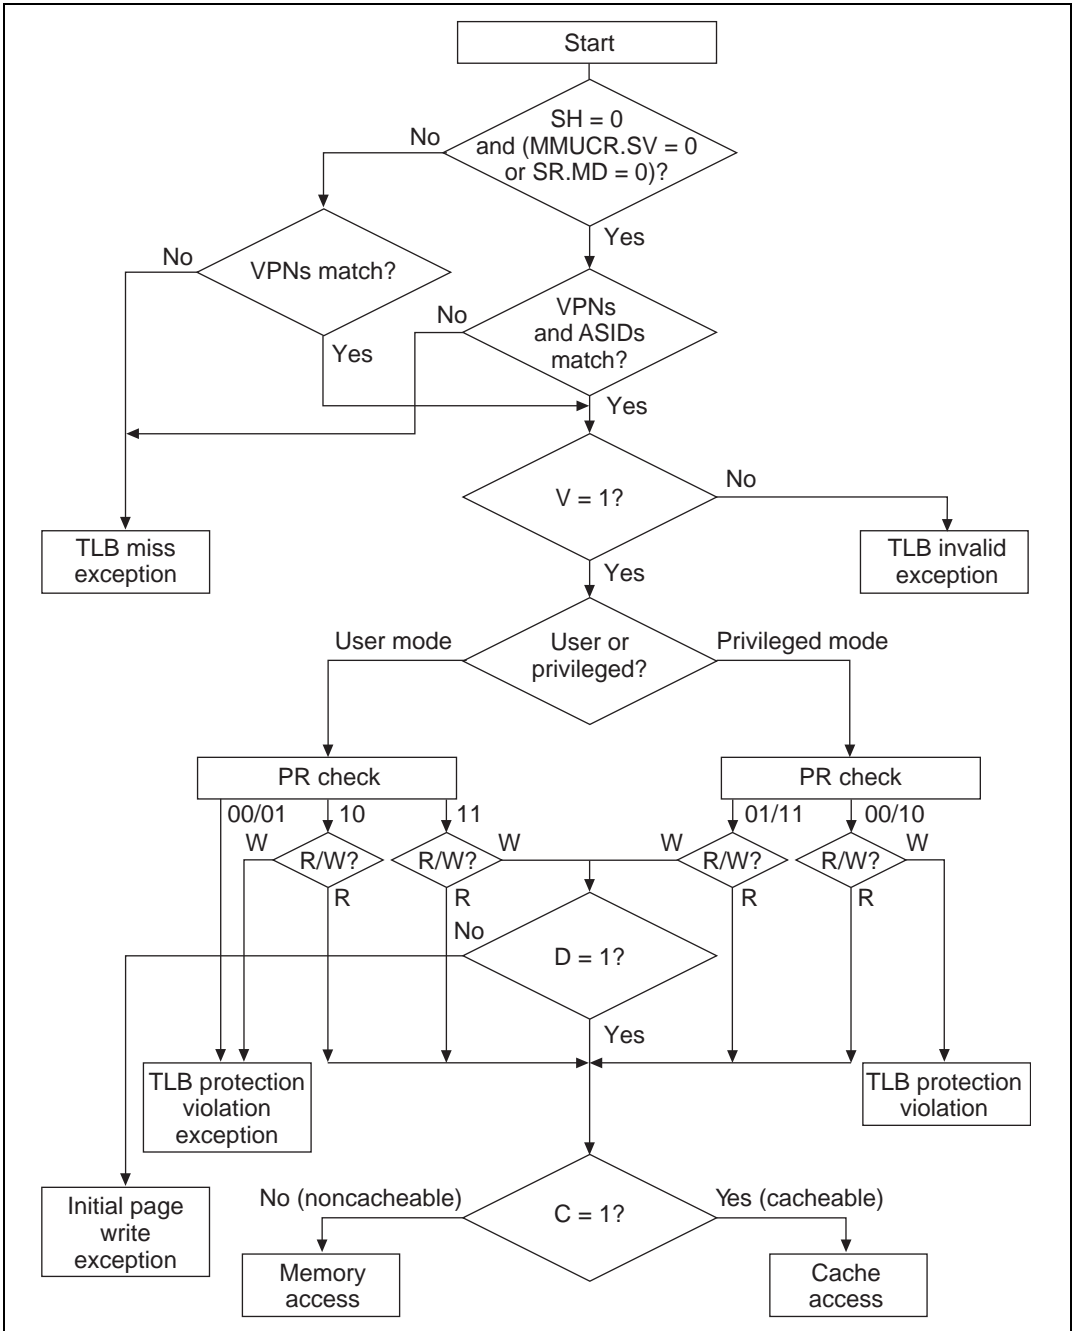 Start
SH = 0
and (MMUCR.SV = 0
or SR.MD = 0)?
No
Yes
No
VPNs match?
Yes
No
VPNs
and ASIDs
match?
Yes
V = 1?
No
TLB miss
exception
TLB invalid
exception
Yes
User mode
User or
privileged?
Privileged mode
PR check
PR check
00/01
10
11
01/11
00/10
W
R/W?
R/W?
W
W
R/W?
R/W?
W
R
R
R
R
No
D = 1?
Yes
TLB protection
violation
exception
TLB protection
violation
Initial page
write
exception
No (noncacheable)
C = 1?
Yes (cacheable)
Memory
access
Cache
access